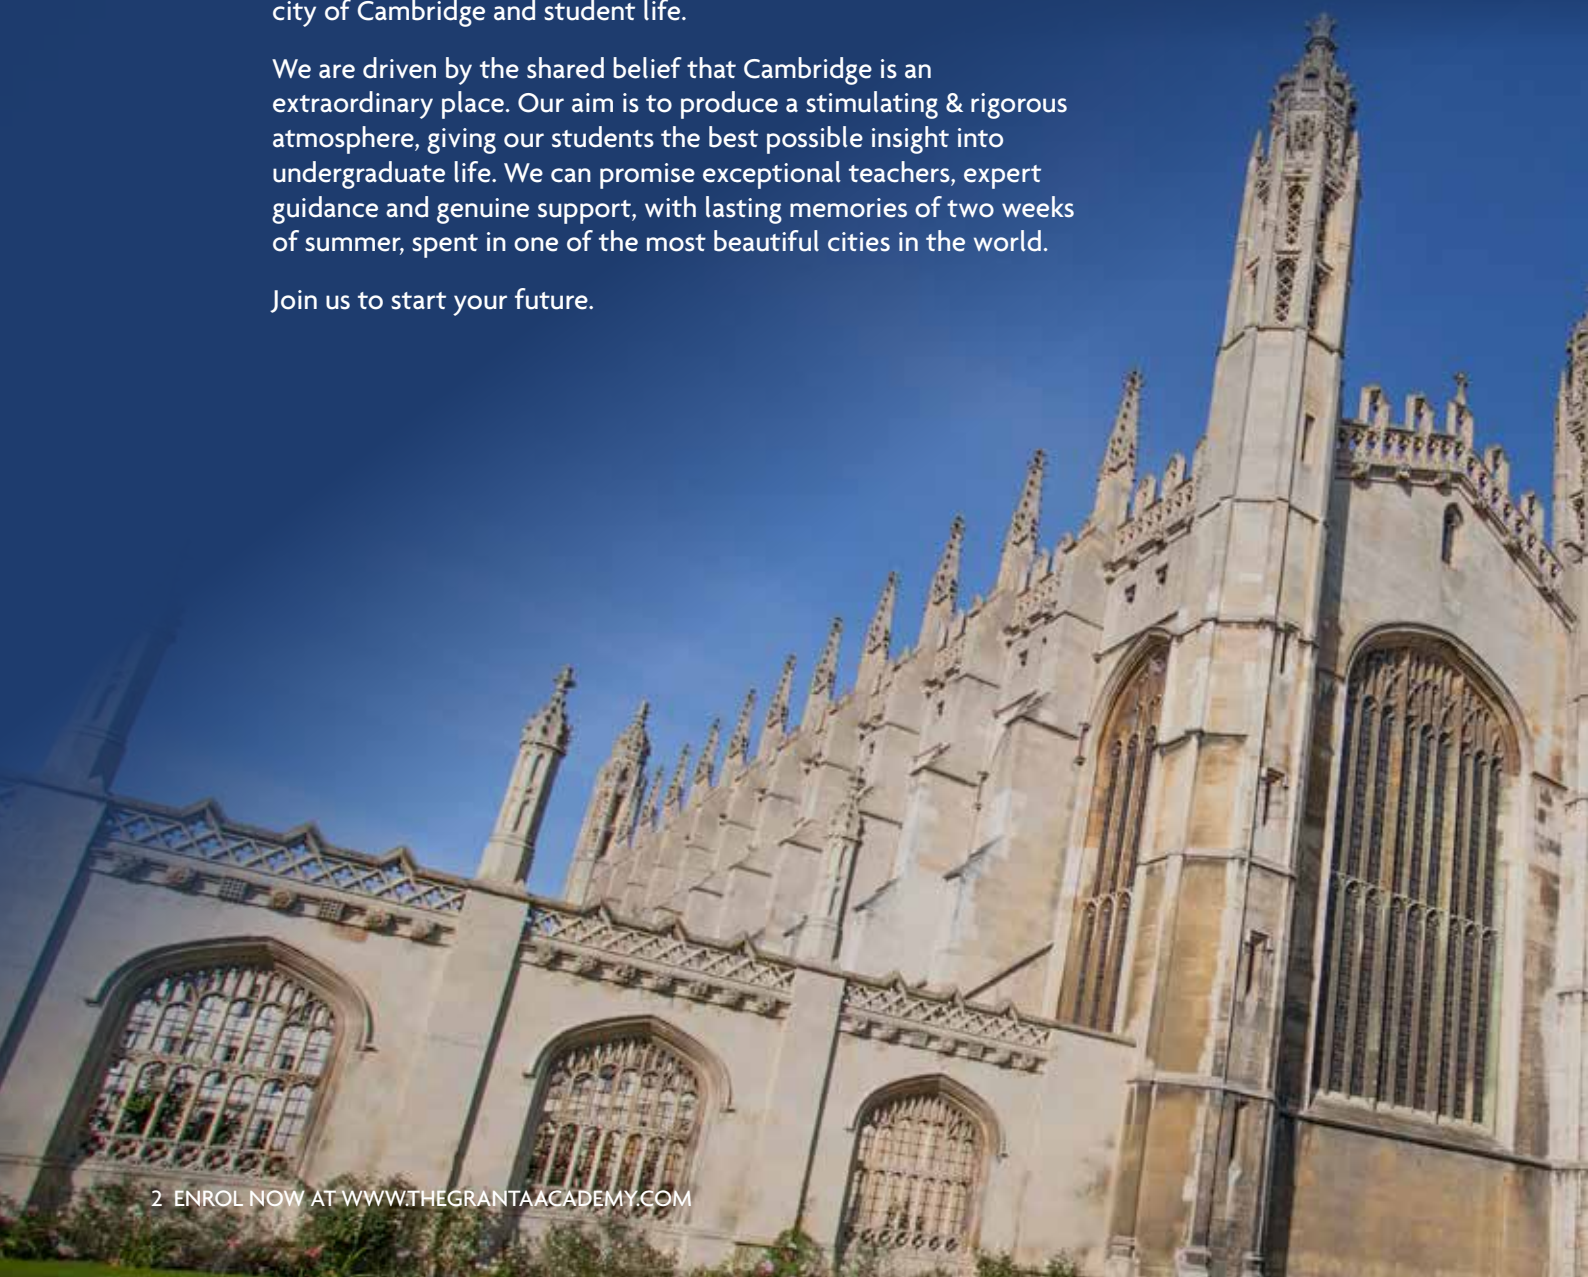 city of Cambridge and student life.
We are driven by the shared belief that Cambridge is an
extraordinary place. Our aim is to produce a stimulating & rigorous
atmosphere, giving our students the best possible insight into
undergraduate life. We can promise exceptional teachers, expert
guidance and genuine support, with lasting memories of two weeks
of summer, spent in one of the most beautiful cities in the world.
Join us to start your future.
2 ENROL NOW AT WWW.THEGRANTAACADEMY.COM